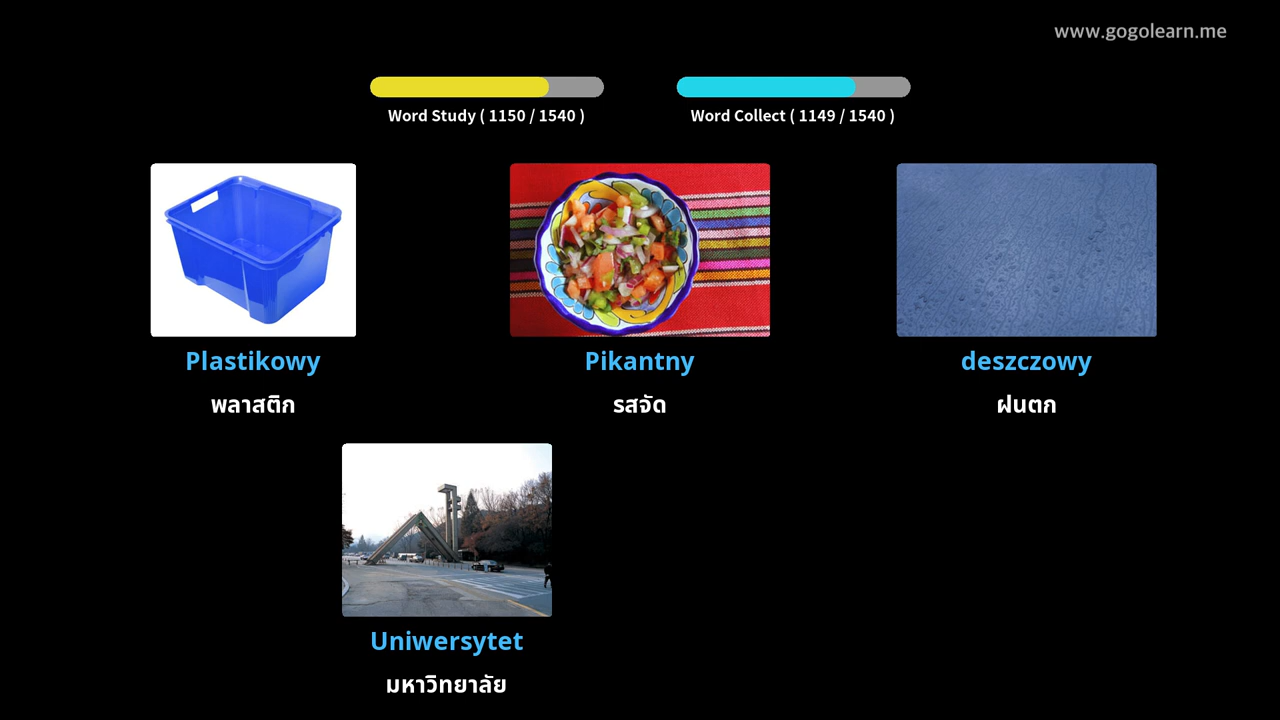 www.gogolearn.me
Word Study ( 1150 / 1540 )
Word Collect ( 1149 / 1540 )
Plastikowy
พลาสติก
Pikantny
รสจัด
deszczowy
ฝนตก
Uniwersytet
มหาวิทยาลัย